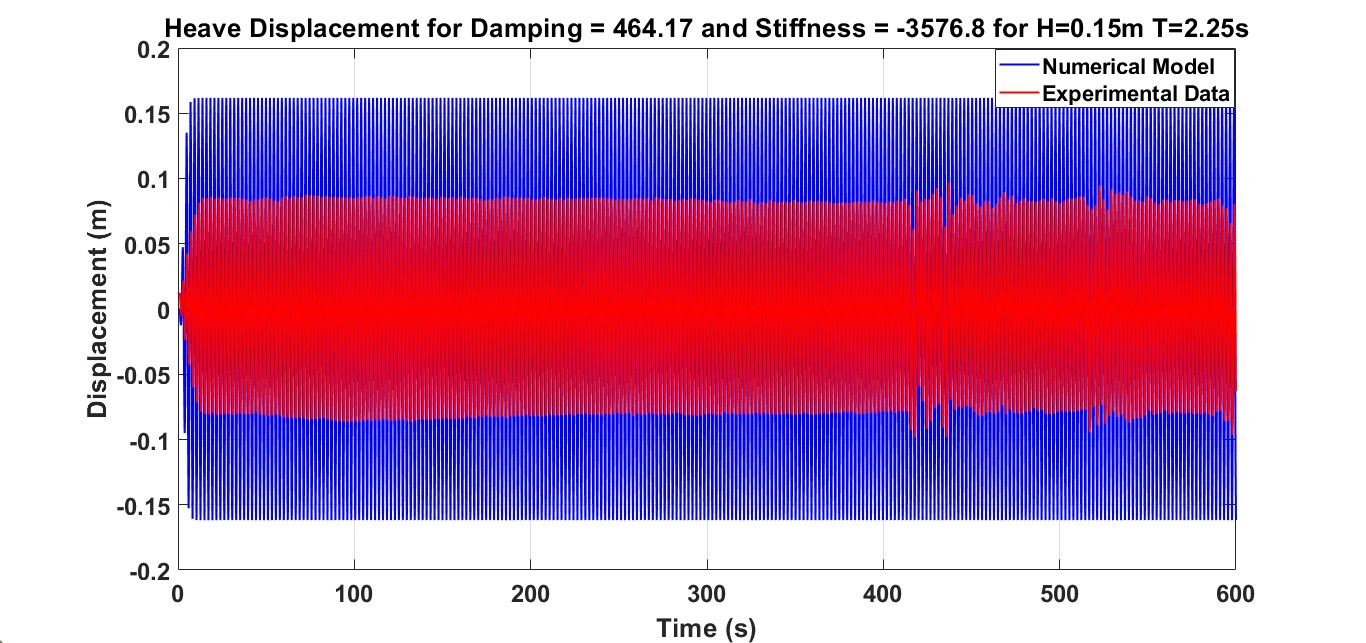 Heave Displacement for Damping = 464.17 and Stiffness = -3576.8 for H=0.15m T=2.25s
Numerical Model
Experimental Data
0.2
0.15
0.1
0.05
0
-0.05
-0.1
-0.15
-0.2
Displacement (m)
0 100 200 300 400 500 600
Time (s)